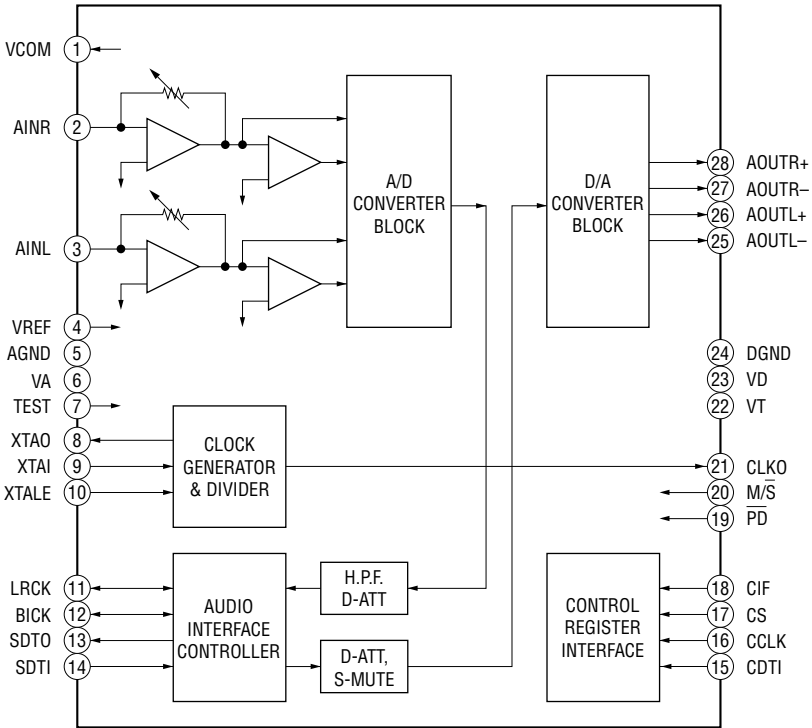 VCOM 1
AINR 2
AINL 3
VREF 4
AGND 5
VA 6
TEST 7
XTAO 8
XTAI 9
XTALE 10
LRCK 11
BICK 12
SDTO 13
SDTI 14
A/D
CONVERTER
BLOCK
D/A
CONVERTER
BLOCK
CLOCK
GENERATOR
& DIVIDER
AUDIO
INTERFACE
CONTROLLER
H.P.F.
D-ATT
D-ATT,
S-MUTE
CONTROL
REGISTER
INTERFACE
28 AOUTR+
27 AOUTR–
26 AOUTL+
25 AOUTL–
24 DGND
23 VD
22 VT
21 CLKO
20 M/S̅
19 P̅D̅
18 CIF
17 CS
16 CCLK
15 CDTI